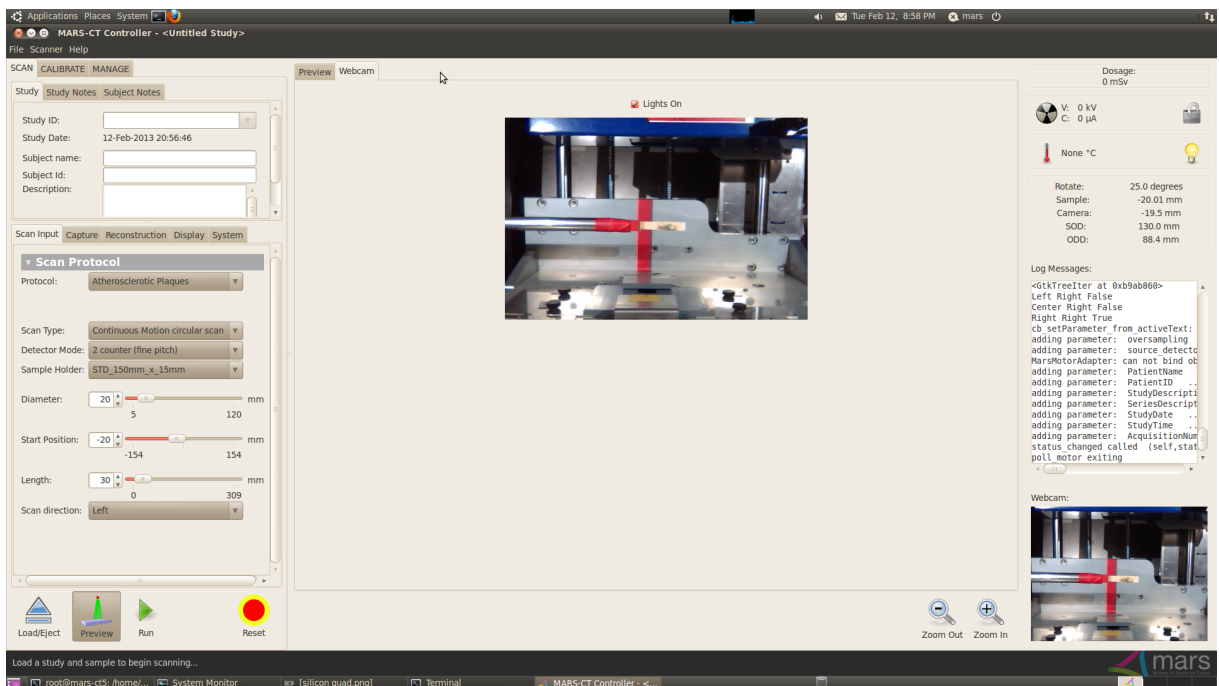 Applications Places System
Tue Feb 12, 8:58 PM mars
MARS-CT Controller - <Untitled Study>
File Scanner Help
SCAN CALIBRATE MANAGE
Study Study Notes Subject Notes
Study ID:
Study Date: 12-Feb-2013 20:56:46
Subject name:
Subject Id:
Description:
Scan Input Capture Reconstruction Display System
Scan Protocol
Protocol: Atherosclerotic Plaques
Scan Type: Continuous Motion circular scan
Detector Mode: 2 counter (fine pitch)
Sample Holder: STD_150mm_x_15mm
Diameter: 20 mm
5 120
Start Position: -20 mm
-154 154
Length: 30 mm
0 309
Scan direction: Left
Load/Eject Preview Run Reset
Preview Webcam
Lights On
Zoom Out Zoom In
Dosage:
0 mSv
V: 0 kV
C: 0 µA
None °C
Rotate: 25.0 degrees
Sample: -20.01 mm
Camera: -19.5 mm
SOD: 130.0 mm
ODD: 88.4 mm
Log Messages:
<GtkTreeIter at 0xb9ab860>
Left Right False
Center Right False
Right Right True
cb_setParameter_from_activeText:
adding parameter: oversampling
adding parameter: source_detecto
MarsMotorAdapter: can not bind ob
adding parameter: PatientName
adding parameter: PatientID ..
adding parameter: StudyDescripti
adding parameter: SeriesDescript
adding parameter: StudyDate ..
adding parameter: StudyTime ..
adding parameter: AcquisitionNum
status_changed called (self,stat
poll_motor exiting
Webcam:
Load a study and sample to begin scanning...
mars
root@mars-ct5: /home/... System Monitor [silicon quad.png] Terminal MARS-CT Controller - <...